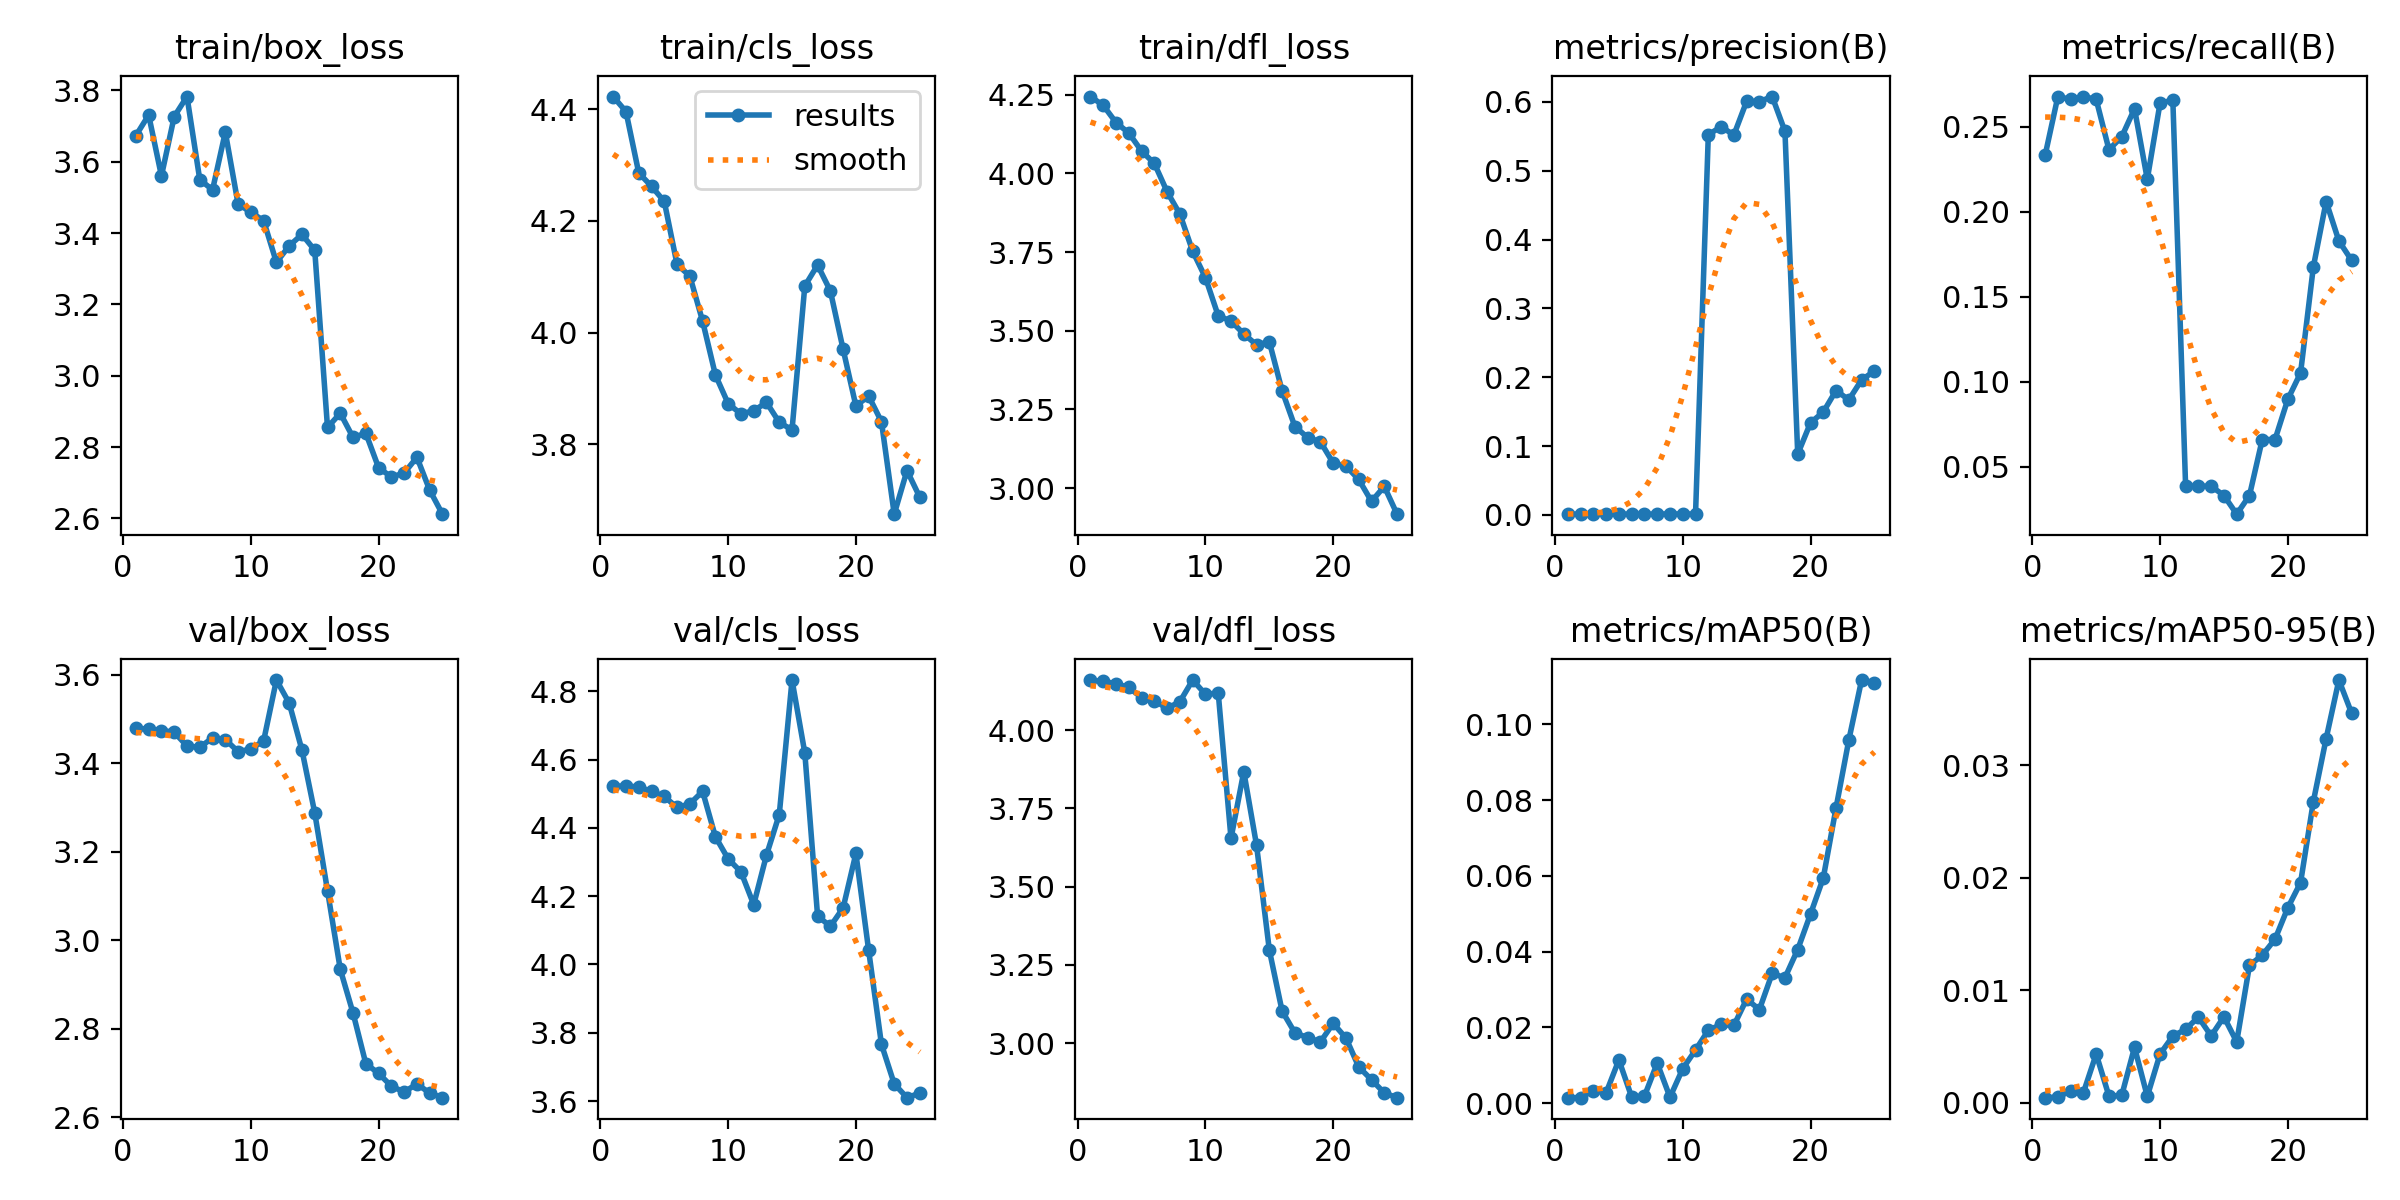 train/box_loss
3.8
3.6
3.4
3.2
3.0
2.8
2.6
0 10 20
train/cls_loss
results
smooth
4.4
4.2
4.0
3.8
0 10 20
train/dfl_loss
4.25
4.00
3.75
3.50
3.25
3.00
0 10 20
metrics/precision(B)
0.6
0.5
0.4
0.3
0.2
0.1
0.0
0 10 20
metrics/recall(B)
0.25
0.20
0.15
0.10
0.05
0 10 20
val/box_loss
3.6
3.4
3.2
3.0
2.8
2.6
0 10 20
val/cls_loss
4.8
4.6
4.4
4.2
4.0
3.8
3.6
0 10 20
val/dfl_loss
4.00
3.75
3.50
3.25
3.00
0 10 20
metrics/mAP50(B)
0.10
0.08
0.06
0.04
0.02
0.00
0 10 20
metrics/mAP50-95(B)
0.03
0.02
0.01
0.00
0 10 20